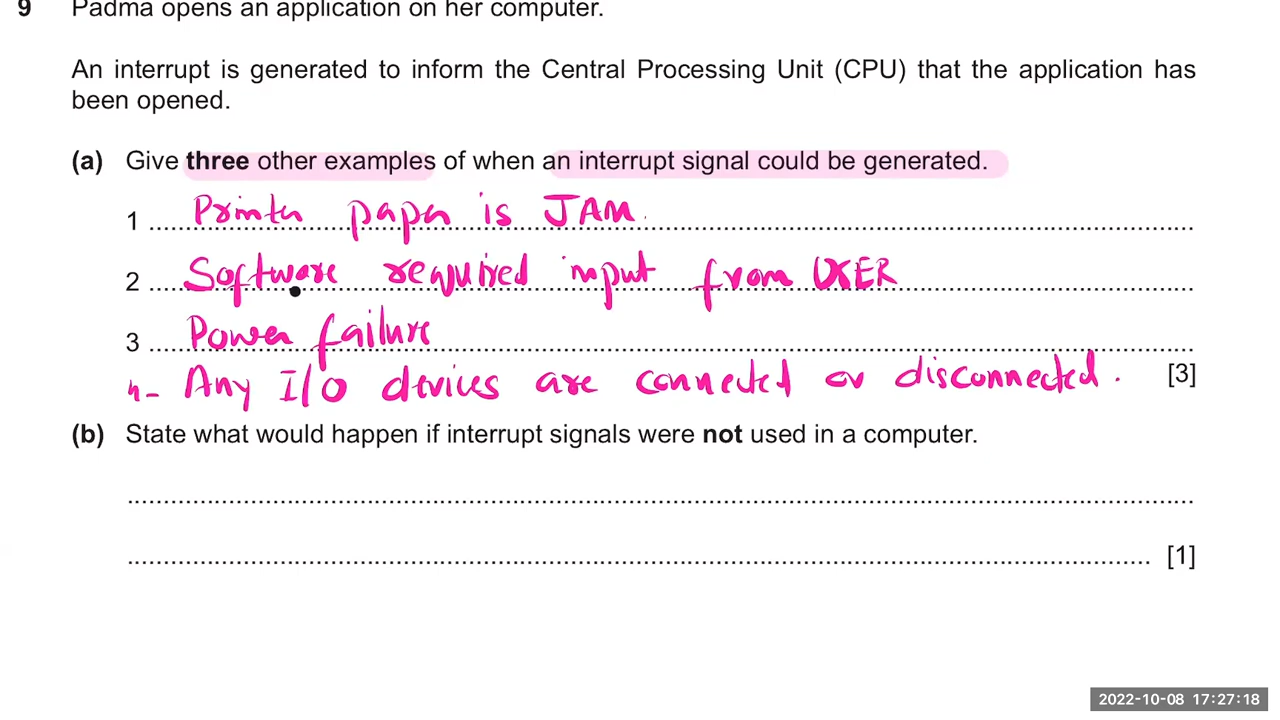 9 Padma opens an application on her computer.
An interrupt is generated to inform the Central Processing Unit (CPU) that the application has
been opened.
(a) Give three other examples of when an interrupt signal could be generated.
1 Printer paper is JAM.
2 Software required input from USER
3 Power failure
4- Any I/O devices are connected or disconnected. [3]
(b) State what would happen if interrupt signals were not used in a computer.
[1]
2022-10-08 17:27:18